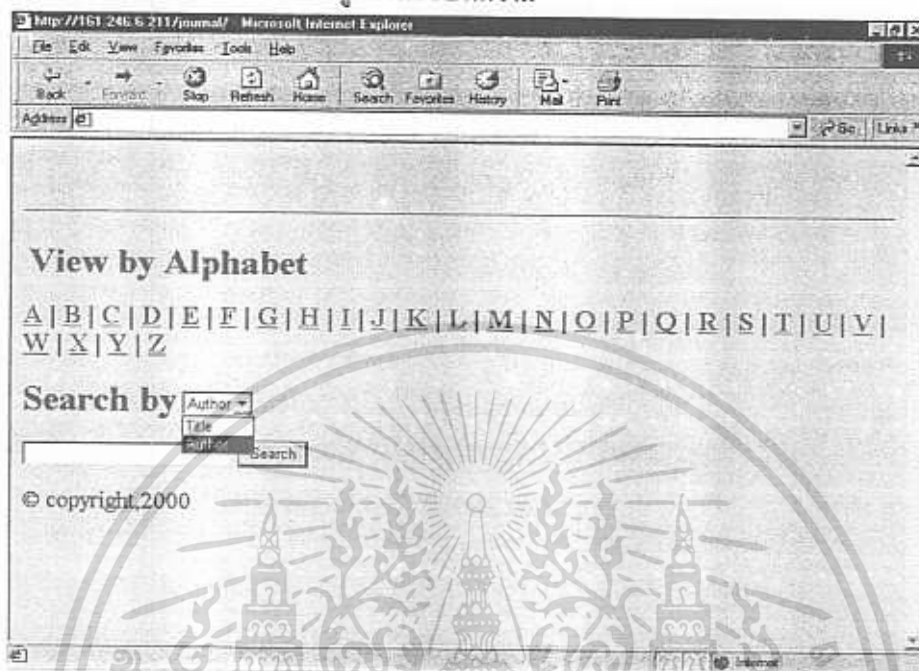 http://161.246.6.211/journal/ Microsoft Internet Explorer
File Edit View Favorites Tools Help
Back Forward Stop Refresh Home Search Favorites History Mail Print
Address Go Links »
View by Alphabet
A | B | C | D | E | F | G | H | I | J | K | L | M | N | O | P | Q | R | S | T | U | V |
W | X | Y | Z
Search by Author
Title
Author
Search
© copyright,2000
Internet